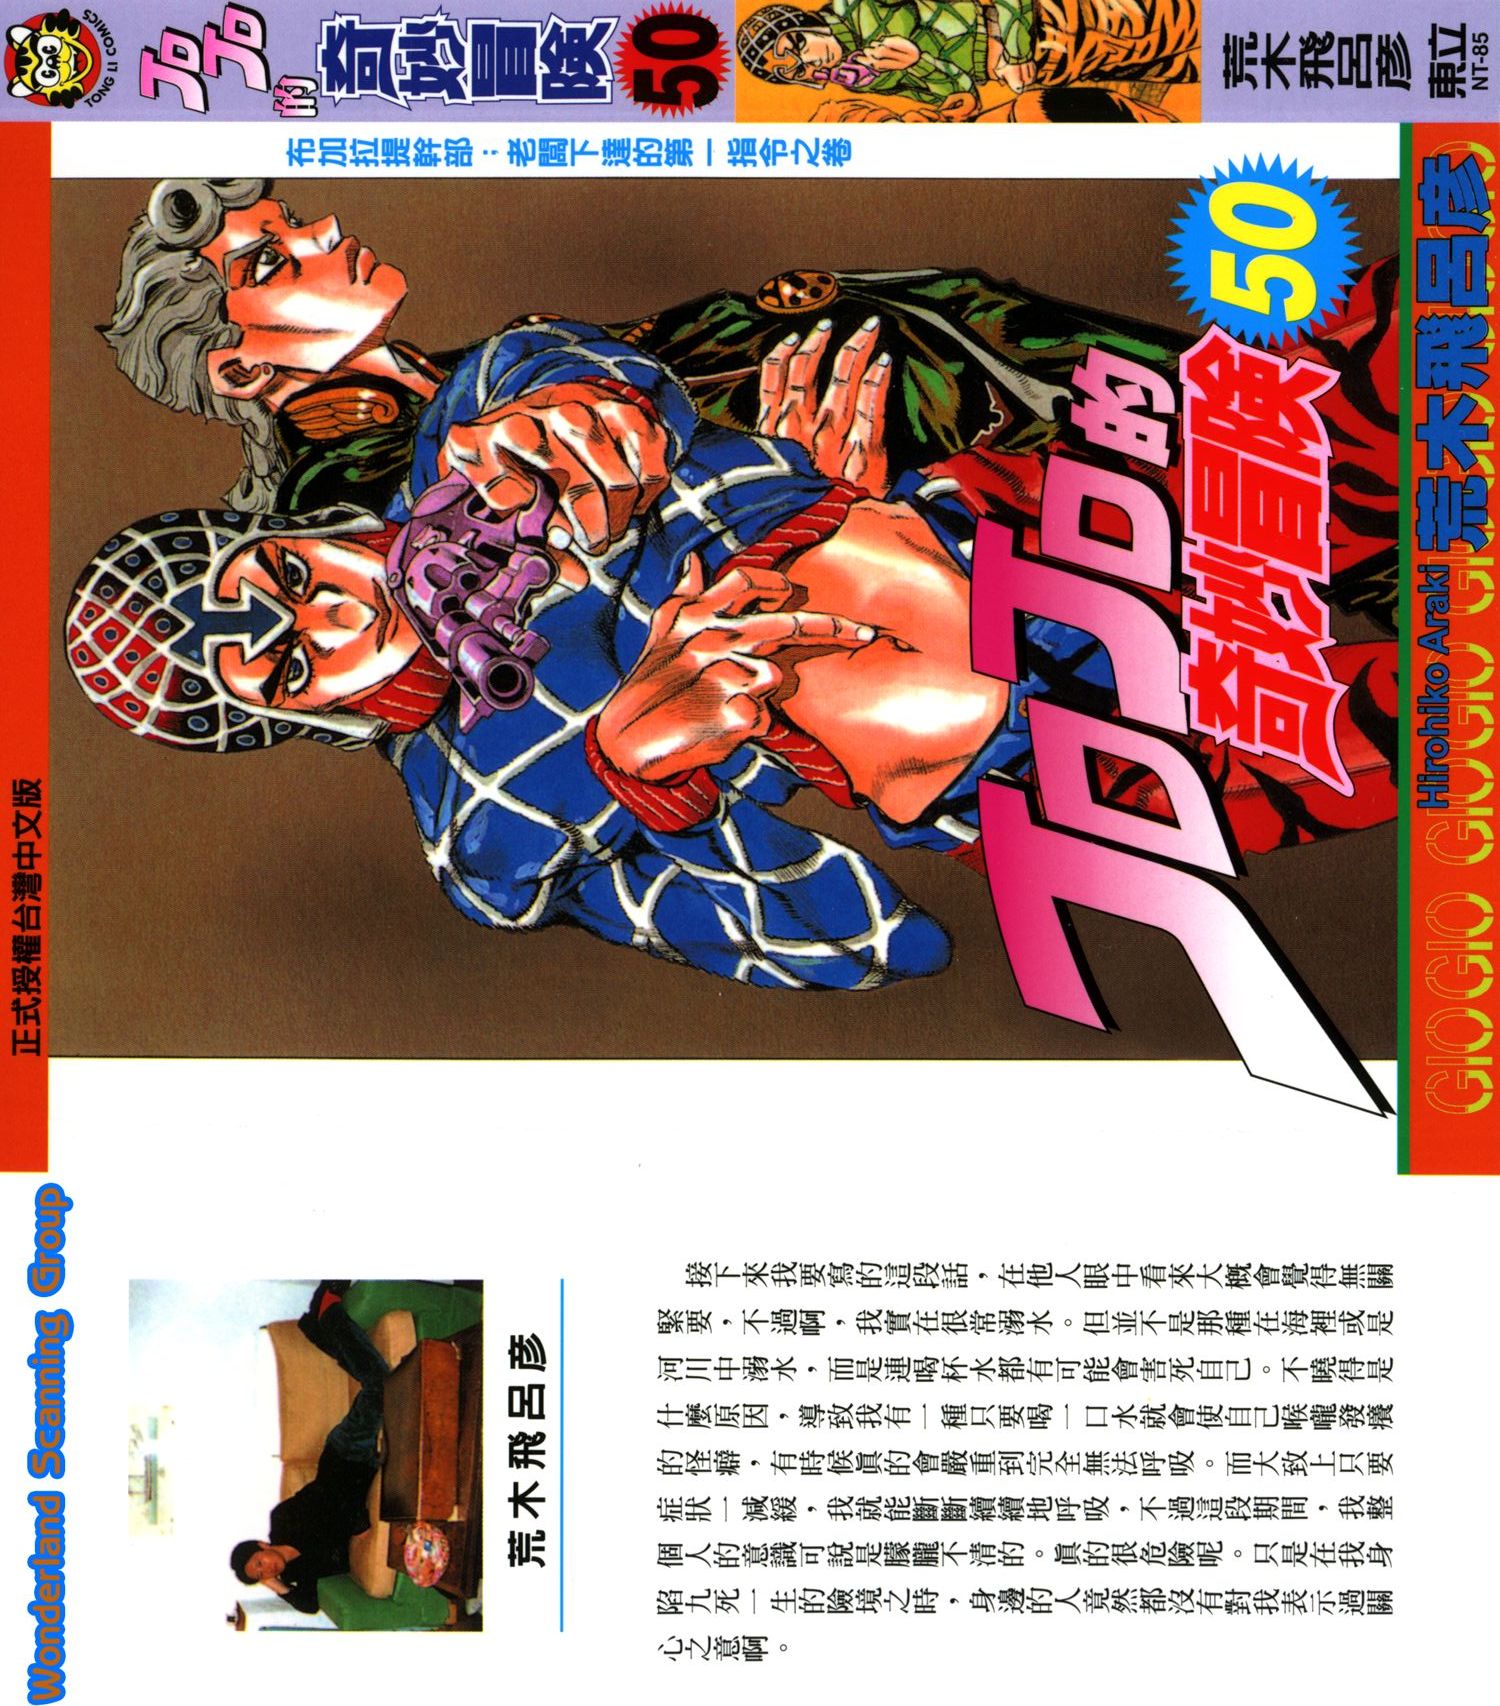 TONG LI COMICS
JOJO的
奇妙冒險
50
荒木飛呂彥
東立
NT-85
布加拉提幹部；老闆下達的第一指令之卷
50
JOJO的
奇妙冒險
Hirohiko Araki 荒木飛呂彥
GIOGIO GIOGIO GIOGIO
正式授權台灣中文版
Wonderland Scanning Group
荒木飛呂彥
接下來我要寫的這段話，在他人眼中看來大概會覺得無關
緊要，不過啊，我實在很常溺水。但並不是那種在海裡或是
河川中溺水，而是連喝杯水都有可能會害死自己。不曉得是
什麼原因，導致我有一種只要喝一口水就會使自己喉嚨發癢
的怪癖，有時候真的會嚴重到完全無法呼吸。而大致上只要
症狀一減緩，我就能斷斷續續地呼吸，不過這段期間，我整
個人的意識可說是朦朧不清的。真的很危險呢。只是在我身
陷九死一生的險境之時，身邊的人竟然都沒有對我表示過關
心之意啊。